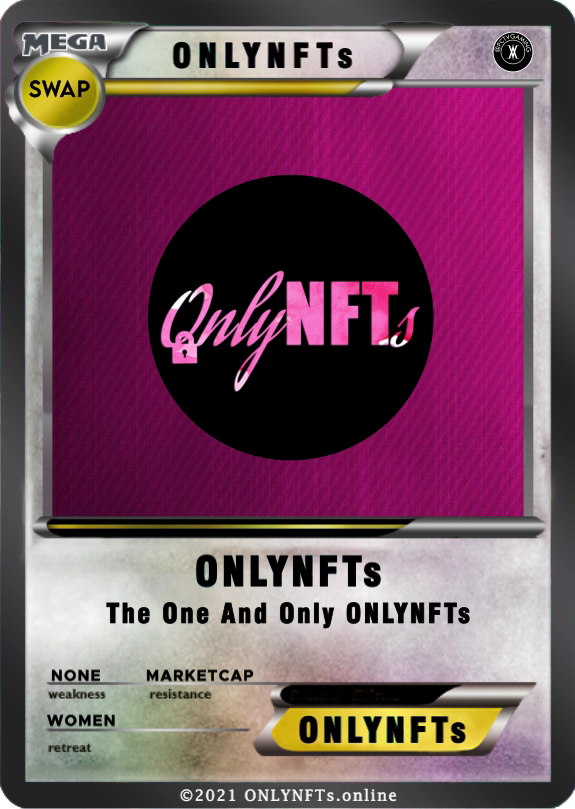 MEGA
ONLYNFTs
SWAP
OnlyNFTs
ONLYNFTs
The One And Only ONLYNFTs
NONE MARKETCAP
weakness resistance
WOMEN
ONLYNFTs
retreat
©2021 ONLYNFTs.online